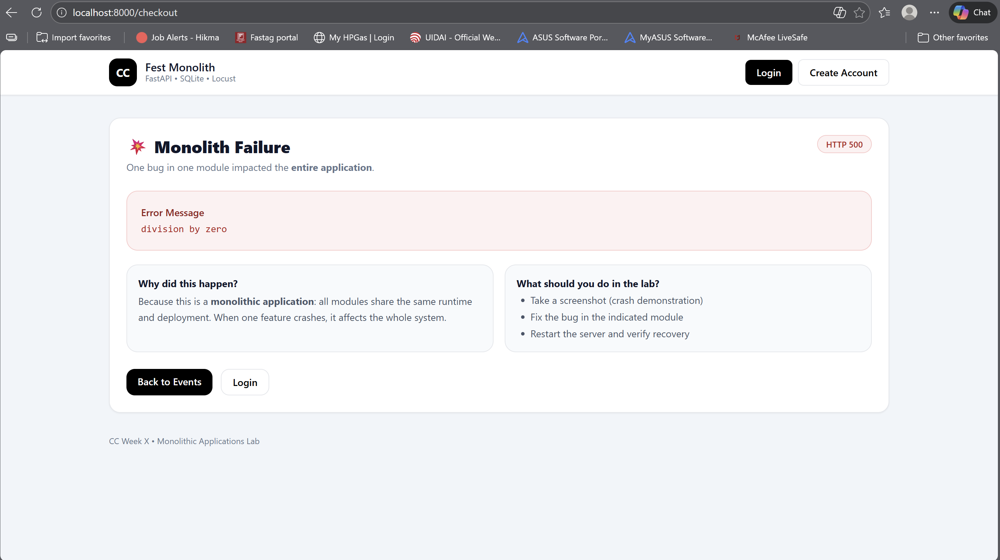 localhost:8000/checkout
Chat
Import favorites
Job Alerts - Hikma
Fastag portal
My HPGas | Login
UIDAI - Official We...
ASUS Software Por...
MyASUS Software...
McAfee LiveSafe
Other favorites
CC
Fest Monolith
FastAPI • SQLite • Locust
Login
Create Account
Monolith Failure
HTTP 500
One bug in one module impacted the entire application.
Error Message
division by zero
Why did this happen?
Because this is a monolithic application: all modules share the same runtime
and deployment. When one feature crashes, it affects the whole system.
What should you do in the lab?
• Take a screenshot (crash demonstration)
• Fix the bug in the indicated module
• Restart the server and verify recovery
Back to Events
Login
CC Week X • Monolithic Applications Lab